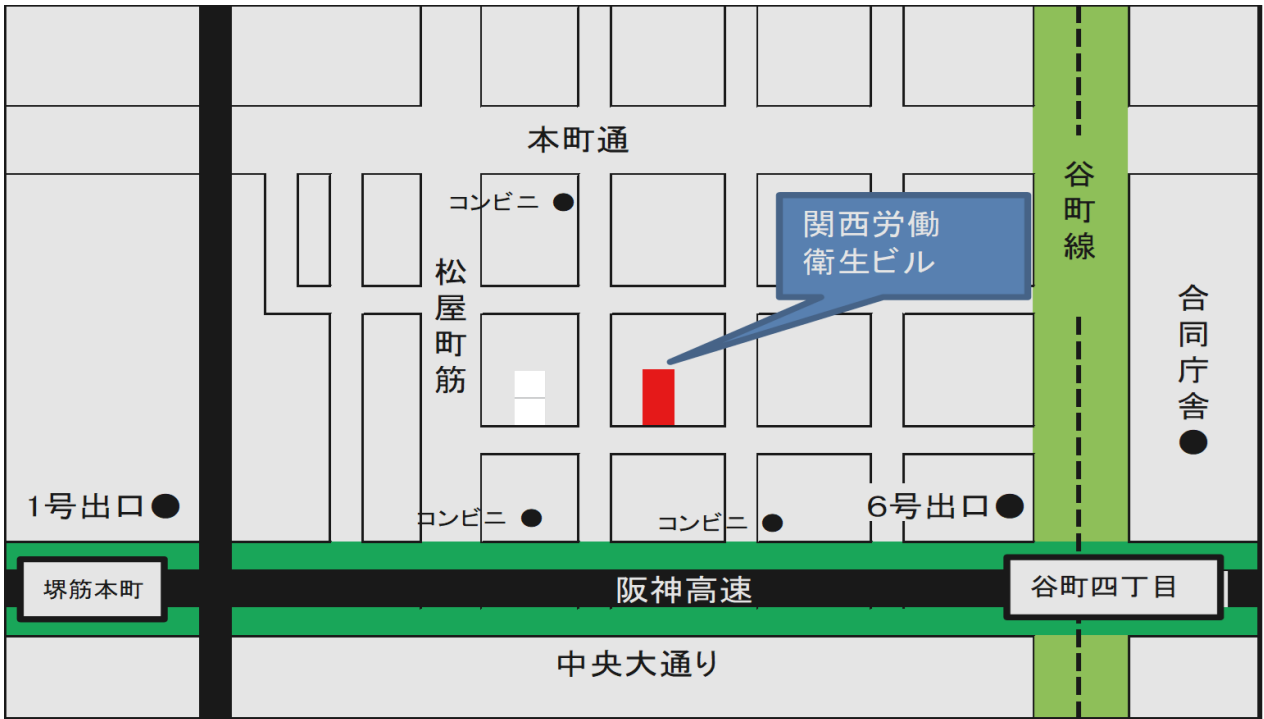 本町通
コンビニ
谷町線
関西労働
衛生ビル
松屋町筋
合同庁舎
1号出口
コンビニ
コンビニ
6号出口
堺筋本町
阪神高速
谷町四丁目
中央大通り